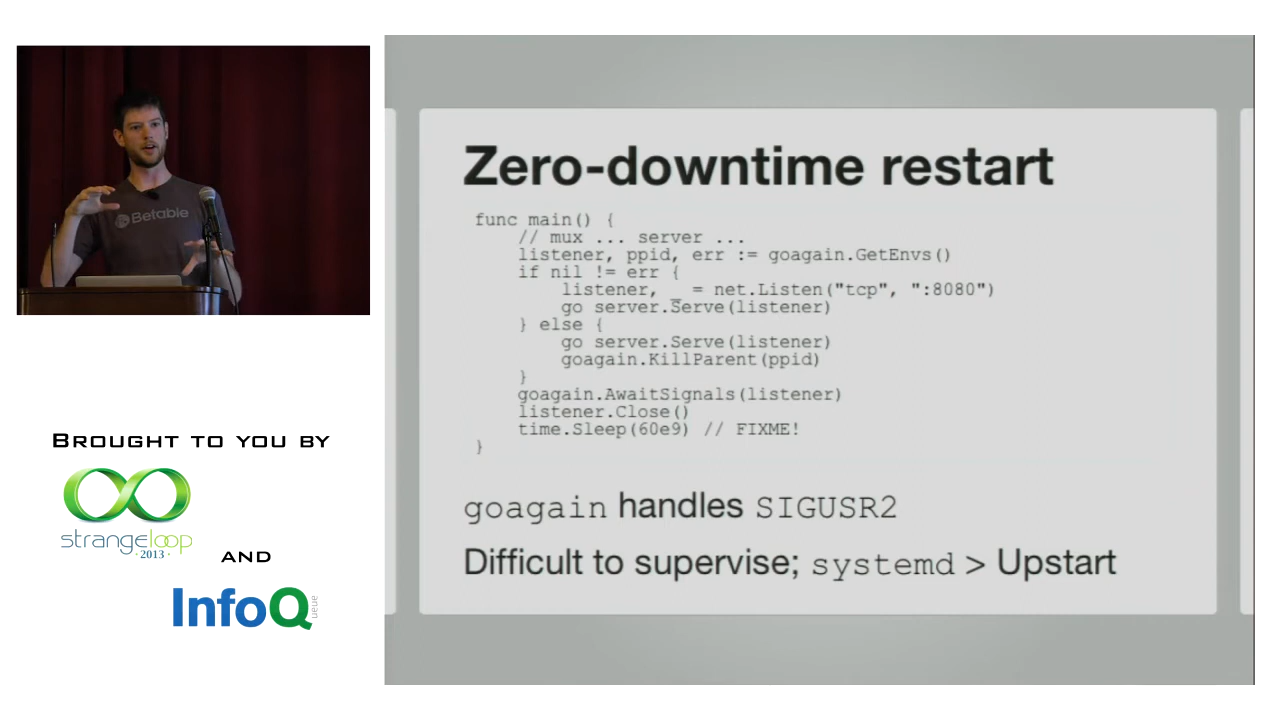 Betable
BROUGHT TO YOU BY
strangeloop
·2013·
AND
InfoQ
Zero-downtime restart
func main() {
    // mux ... server ...
    listener, ppid, err := goagain.GetEnvs()
    if nil != err {
        listener, _ = net.Listen("tcp", ":8080")
        go server.Serve(listener)
    } else {
        go server.Serve(listener)
        goagain.KillParent(ppid)
    }
    goagain.AwaitSignals(listener)
    listener.Close()
    time.Sleep(60e9) // FIXME!
}
goagain handles SIGUSR2
Difficult to supervise; systemd > Upstart